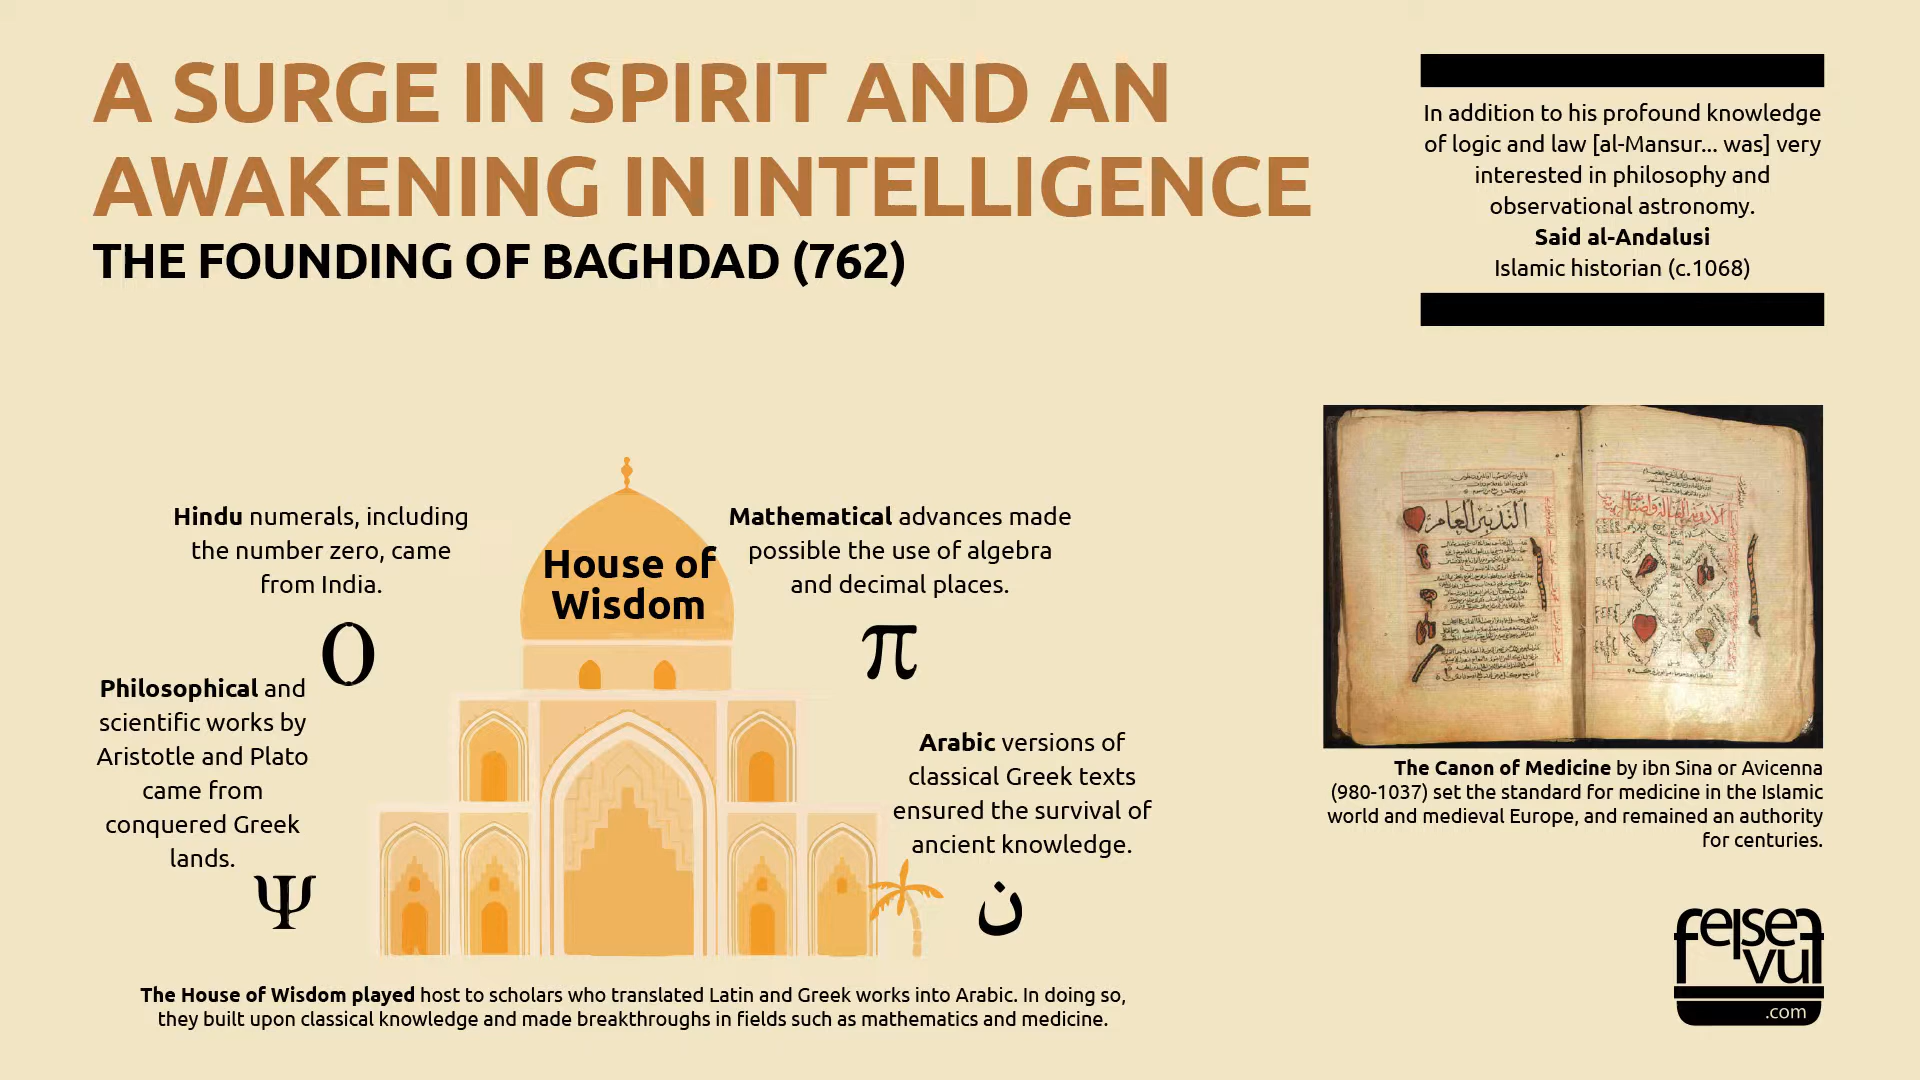 A SURGE IN SPIRIT AND AN
AWAKENING IN INTELLIGENCE
THE FOUNDING OF BAGHDAD (762)
In addition to his profound knowledge
of logic and law [al-Mansur... was] very
interested in philosophy and
observational astronomy.
Said al-Andalusi
Islamic historian (c.1068)
Hindu numerals, including
the number zero, came
from India.
0
House of
Wisdom
Mathematical advances made
possible the use of algebra
and decimal places.
π
Philosophical and
scientific works by
Aristotle and Plato
came from
conquered Greek
lands.
Ψ
Arabic versions of
classical Greek texts
ensured the survival of
ancient knowledge.
ن
The House of Wisdom played host to scholars who translated Latin and Greek works into Arabic. In doing so,
they built upon classical knowledge and made breakthroughs in fields such as mathematics and medicine.
The Canon of Medicine by ibn Sina or Avicenna
(980-1037) set the standard for medicine in the Islamic
world and medieval Europe, and remained an authority
for centuries.
felsef
vul
.com